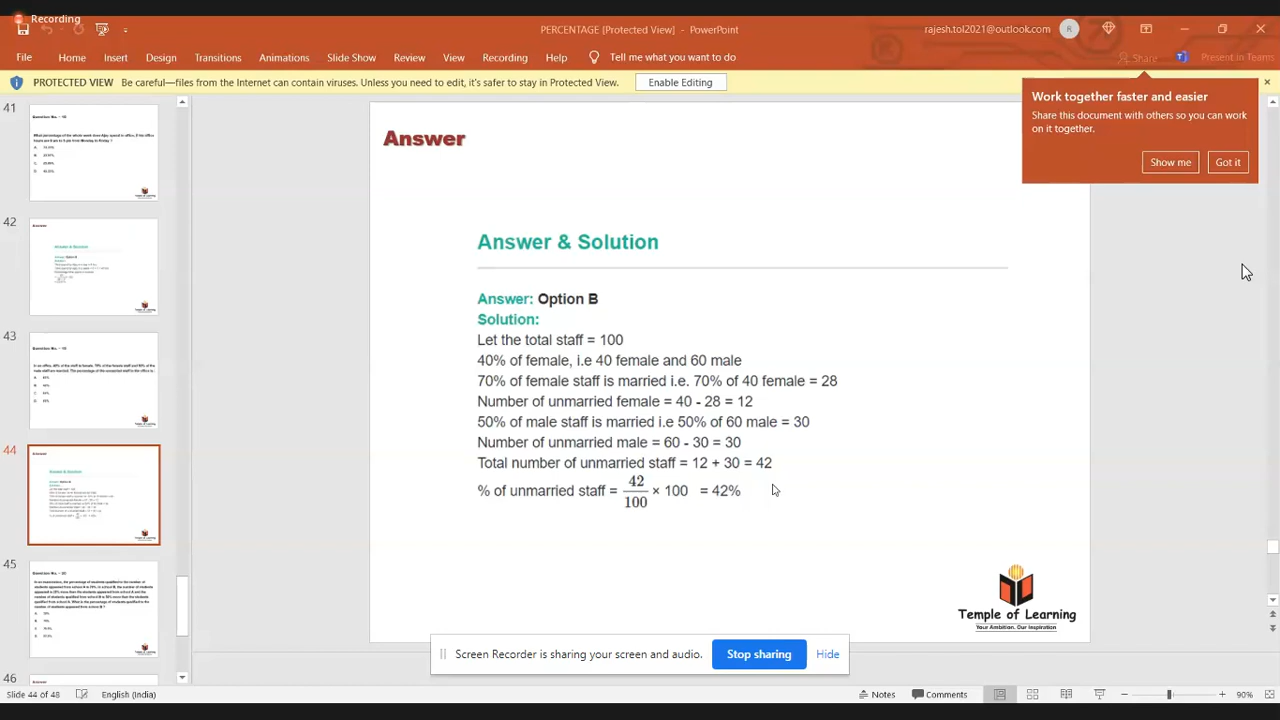 Recording
PERCENTAGE [Protected View] - PowerPoint
rajesh.tol2021@outlook.com
R
File Home Insert Design Transitions Animations Slide Show Review View Recording Help Tell me what you want to do
Share
Present in Teams
PROTECTED VIEW Be careful—files from the Internet can contain viruses. Unless you need to edit, it's safer to stay in Protected View.
Enable Editing
Work together faster and easier
Share this document with others so you can work
on it together.
Show me
Got it
41
42
43
44
45
46
Answer
Answer & Solution
Answer: Option B
Solution:
Let the total staff = 100
40% of female, i.e 40 female and 60 male
70% of female staff is married i.e. 70% of 40 female = 28
Number of unmarried female = 40 - 28 = 12
50% of male staff is married i.e 50% of 60 male = 30
Number of unmarried male = 60 - 30 = 30
Total number of unmarried staff = 12 + 30 = 42
% of unmarried staff = 42/100 × 100 = 42%
Temple of Learning
Your Ambition. Our Inspiration
Screen Recorder is sharing your screen and audio.
Stop sharing
Hide
Slide 44 of 48
English (India)
Notes
Comments
90%